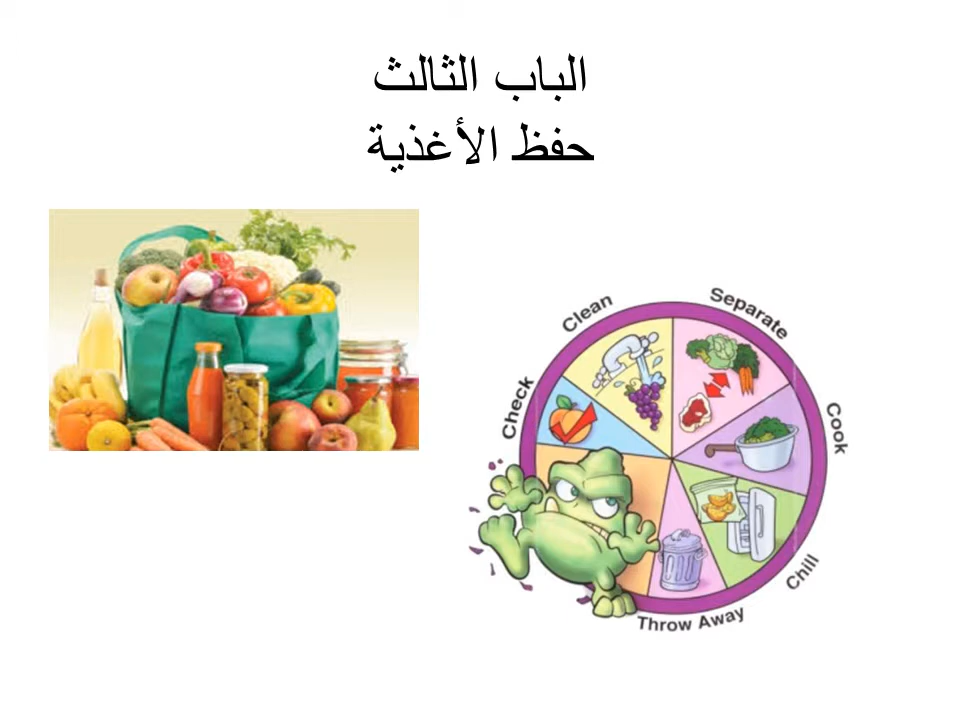 الباب الثالث
حفظ الأغذية
Clean
Separate
Check
Cook
Chill
Throw Away